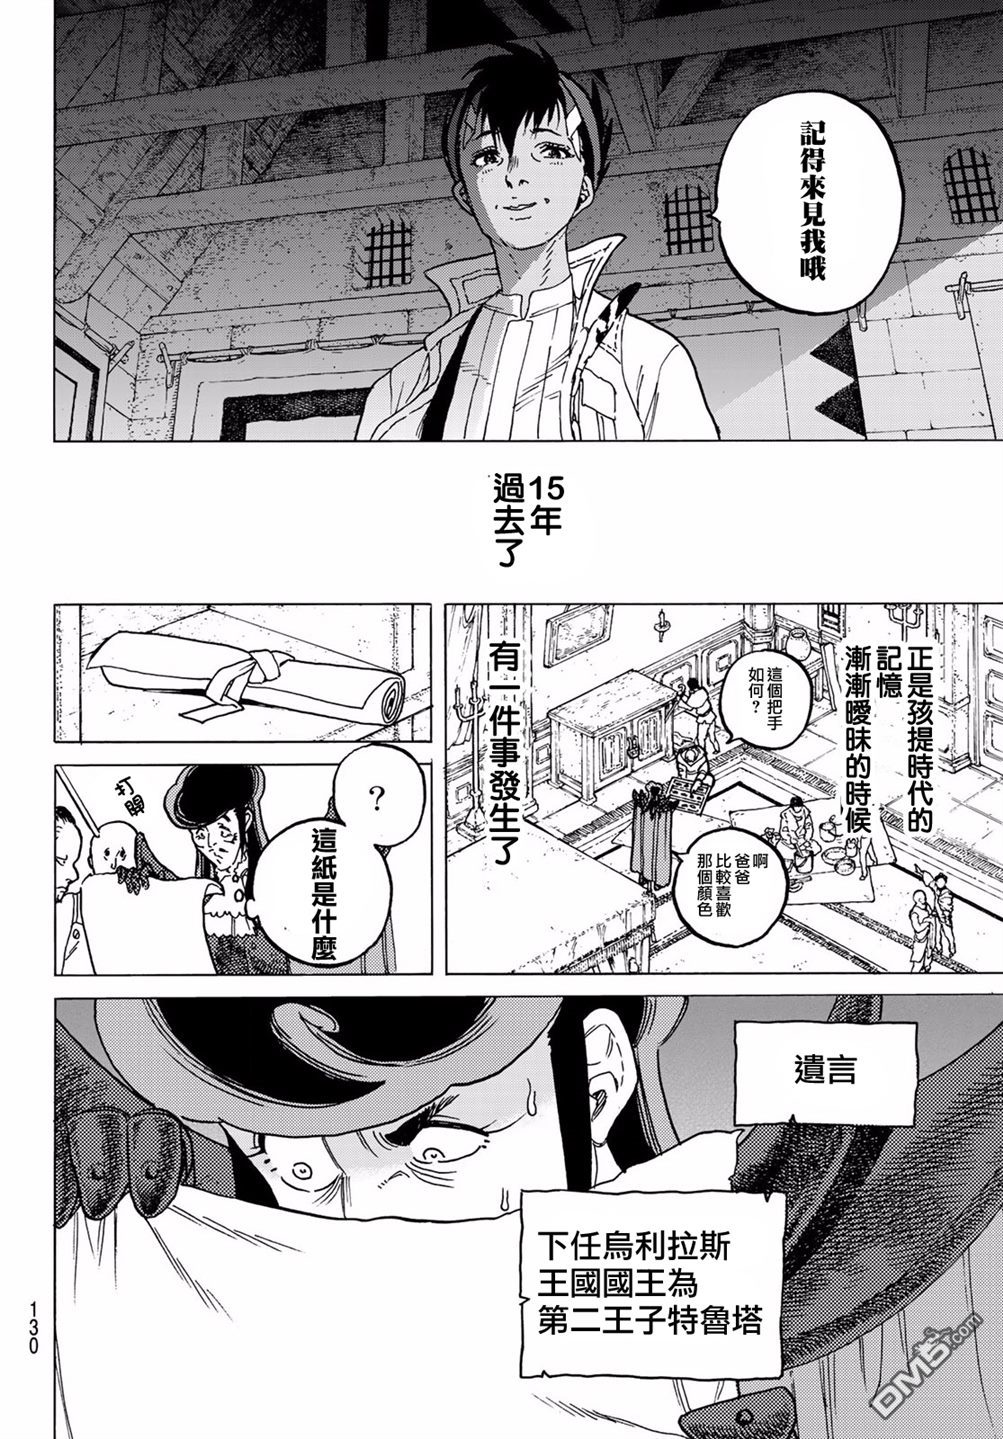 記得來見我哦
15年
過去了
正是孩提時代的
記憶
漸漸曖昧的時候
這個把手
如何?
啊
爸爸
比較喜歡
那個顏色
有一件事發生了
打開
?
這紙是什麼
遺言
下任烏利拉斯
王國國王為
第二王子特魯塔
130
DM5.com